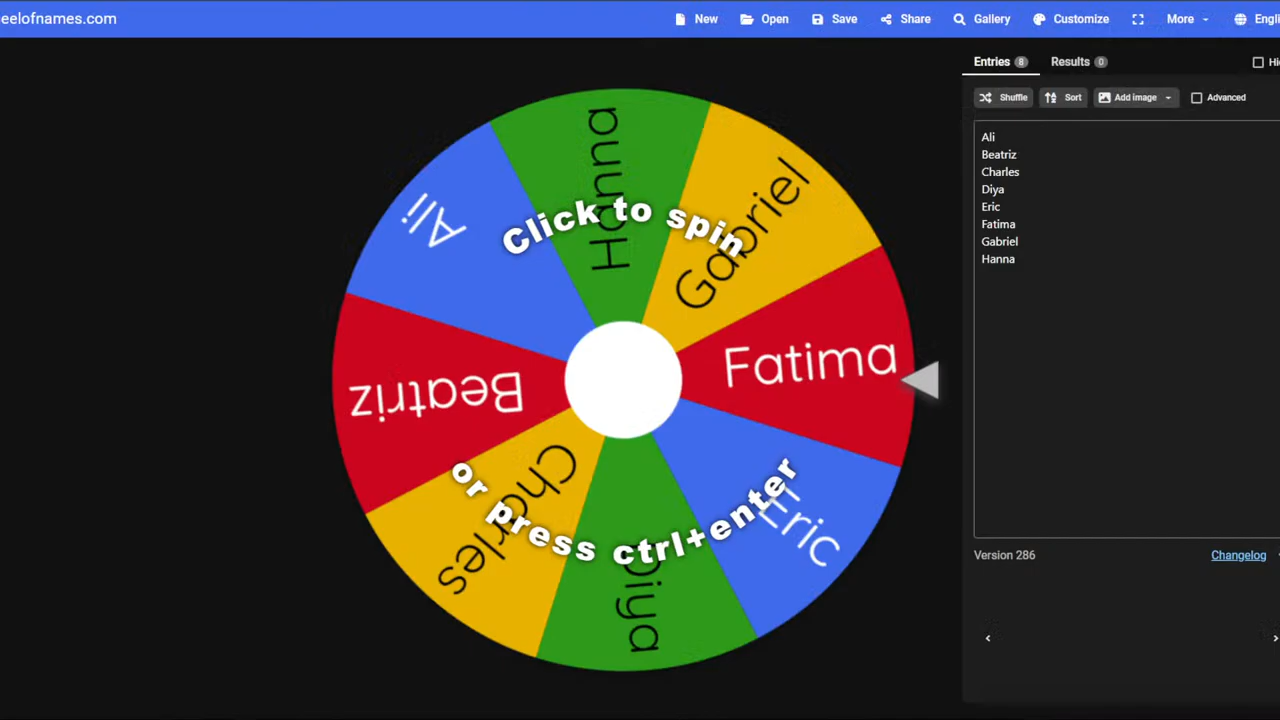 eelofnames.com
New Open Save Share Gallery Customize More Engli
Entries 8 Results 0 Hi
Shuffle Sort Add image Advanced
Ali
Beatriz
Charles
Diya
Eric
Fatima
Gabriel
Hanna
Version 286 Changelog
Click to spin
or press ctrl+enter
Hanna
Gabriel
Fatima
Eric
Diya
Charles
Beatriz
Ali